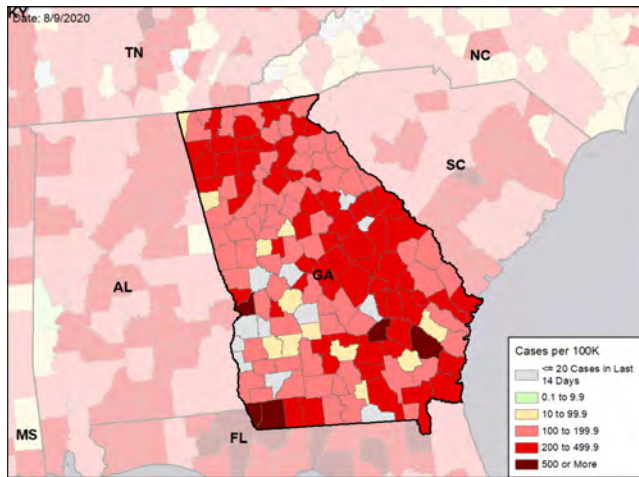 KY
Date: 8/9/2020
TN
NC
SC
AL
GA
MS
FL
Cases per 100K
<= 20 Cases in Last
14 Days
0.1 to 9.9
10 to 99.9
100 to 199.9
200 to 499.9
500 or More